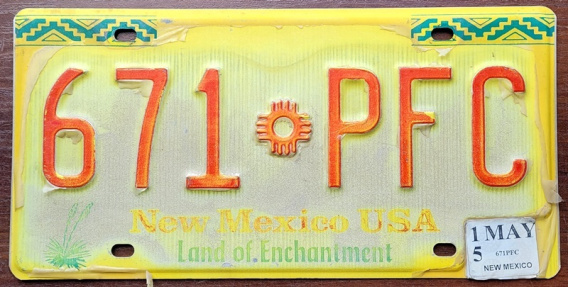 671 PFC
New Mexico USA
Land of Enchantment
1 MAY
5 671PFC
NEW MEXICO